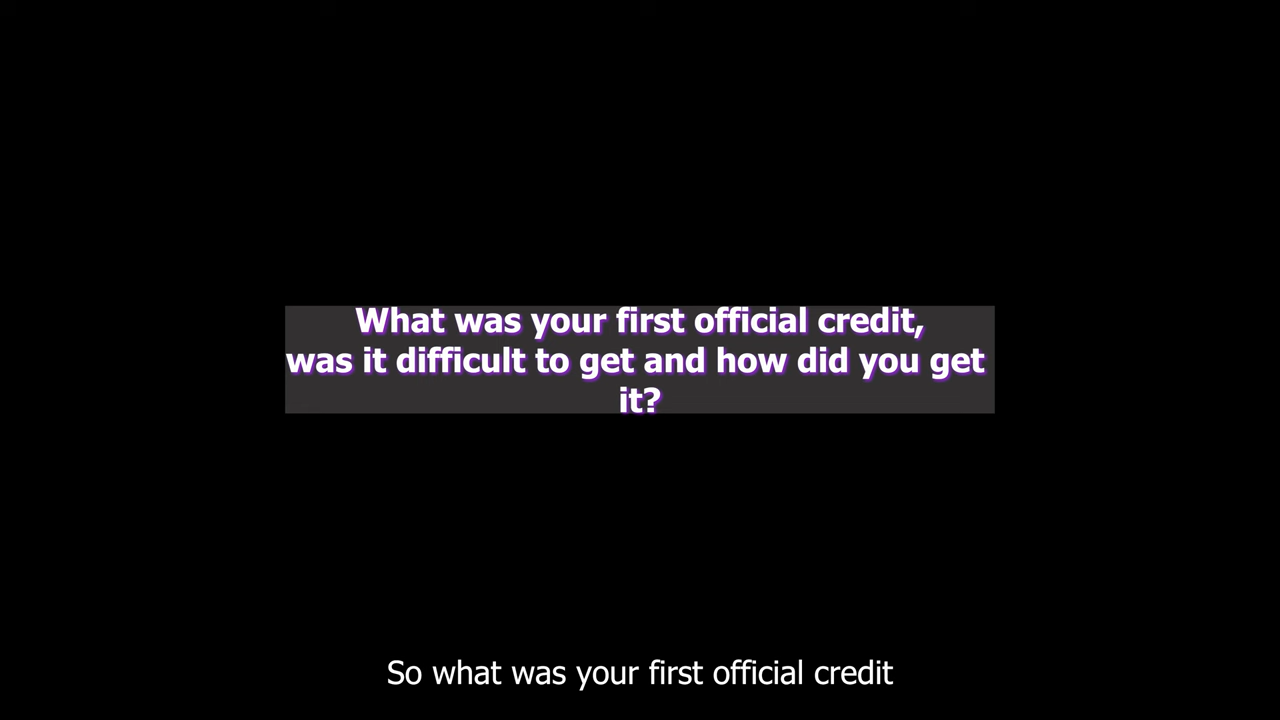 What was your first official credit,
was it difficult to get and how did you get
it?
So what was your first official credit